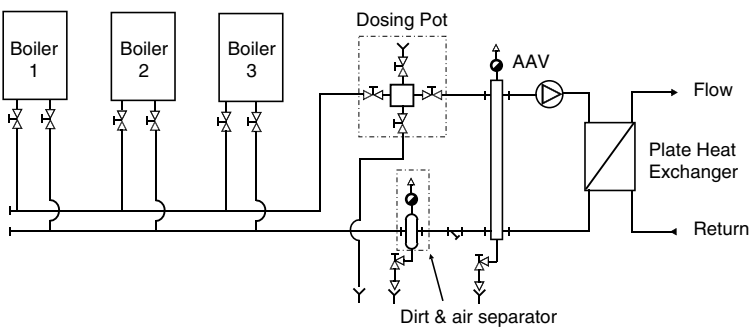 Dosing Pot
Boiler
1
Boiler
2
Boiler
3
AAV
Flow
Plate Heat
Exchanger
Return
Dirt & air separator